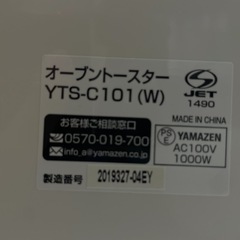 オーブントースター
YTS-C101(W)
JET
1490
お客様ご相談窓口
0570-019-700
info.a@yamazen.co.jp
MADE IN CHINA
PSE
YAMAZEN
AC100V
1000W
製造番号 2019327-04EY